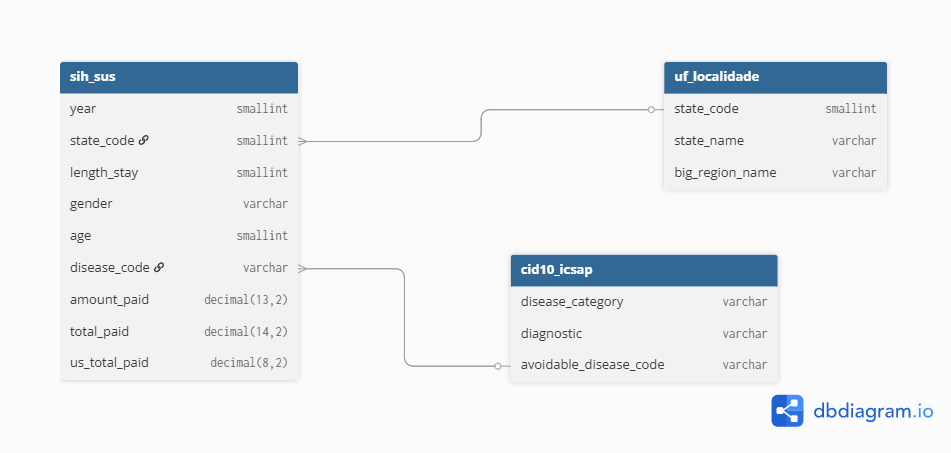 sih_sus
year smallint
state_code smallint
length_stay smallint
gender varchar
age smallint
disease_code varchar
amount_paid decimal(13,2)
total_paid decimal(14,2)
us_total_paid decimal(8,2)
uf_localidade
state_code smallint
state_name varchar
big_region_name varchar
cid10_icsap
disease_category varchar
diagnostic varchar
avoidable_disease_code varchar
dbdiagram.io